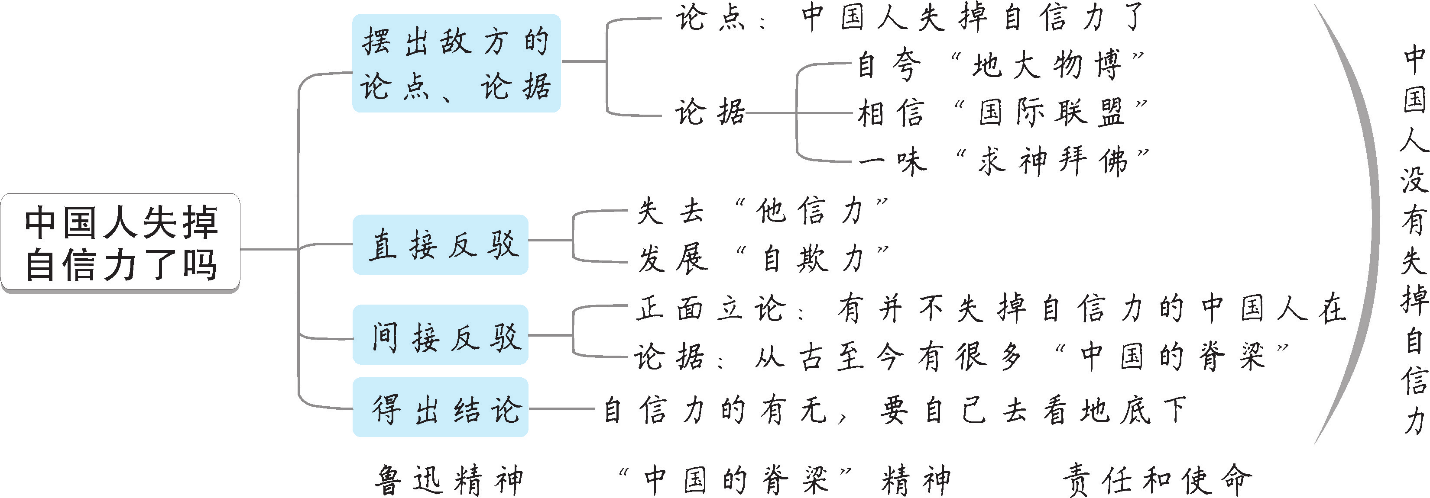 中国人失掉
自信力了吗
摆出敌方的
论点、论据
论点：中国人失掉自信力了
论据
自夸“地大物博”
相信“国际联盟”
一味“求神拜佛”
直接反驳
失去“他信力”
发展“自欺力”
间接反驳
正面立论：有并不失掉自信力的中国人在
论据：从古至今有很多“中国的脊梁”
得出结论
自信力的有无，要自己去看地底下
中国人没有失掉自信力
鲁迅精神 “中国的脊梁”精神 责任和使命